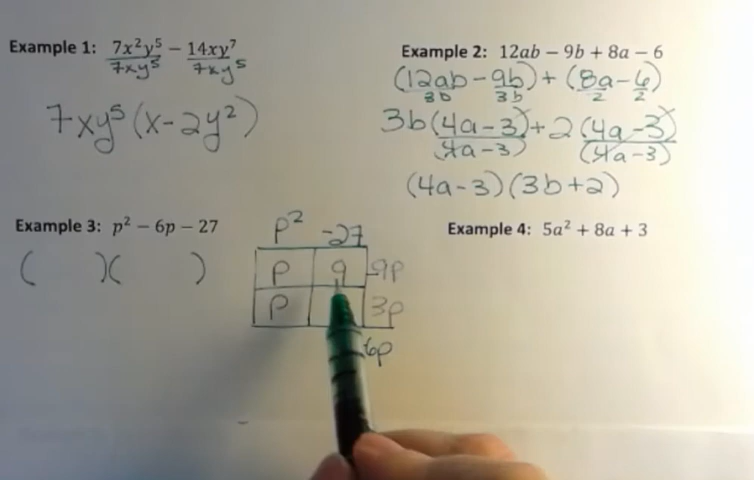 Example 1: 7x²y⁵/7xy⁵ − 14xy⁷/7xy⁵
7xy⁵(x−2y²)
Example 2: 12ab − 9b + 8a − 6
(12ab/3b − 9b/3b) + (8a/2 − 6/2)
3b(4a−3)/(4a−3) + 2(4a−3)/(4a−3)
(4a−3)(3b+2)
Example 3: p² − 6p − 27
( )( )
p² -27
p 9 -9p
p 3p
6p
Example 4: 5a² + 8a + 3